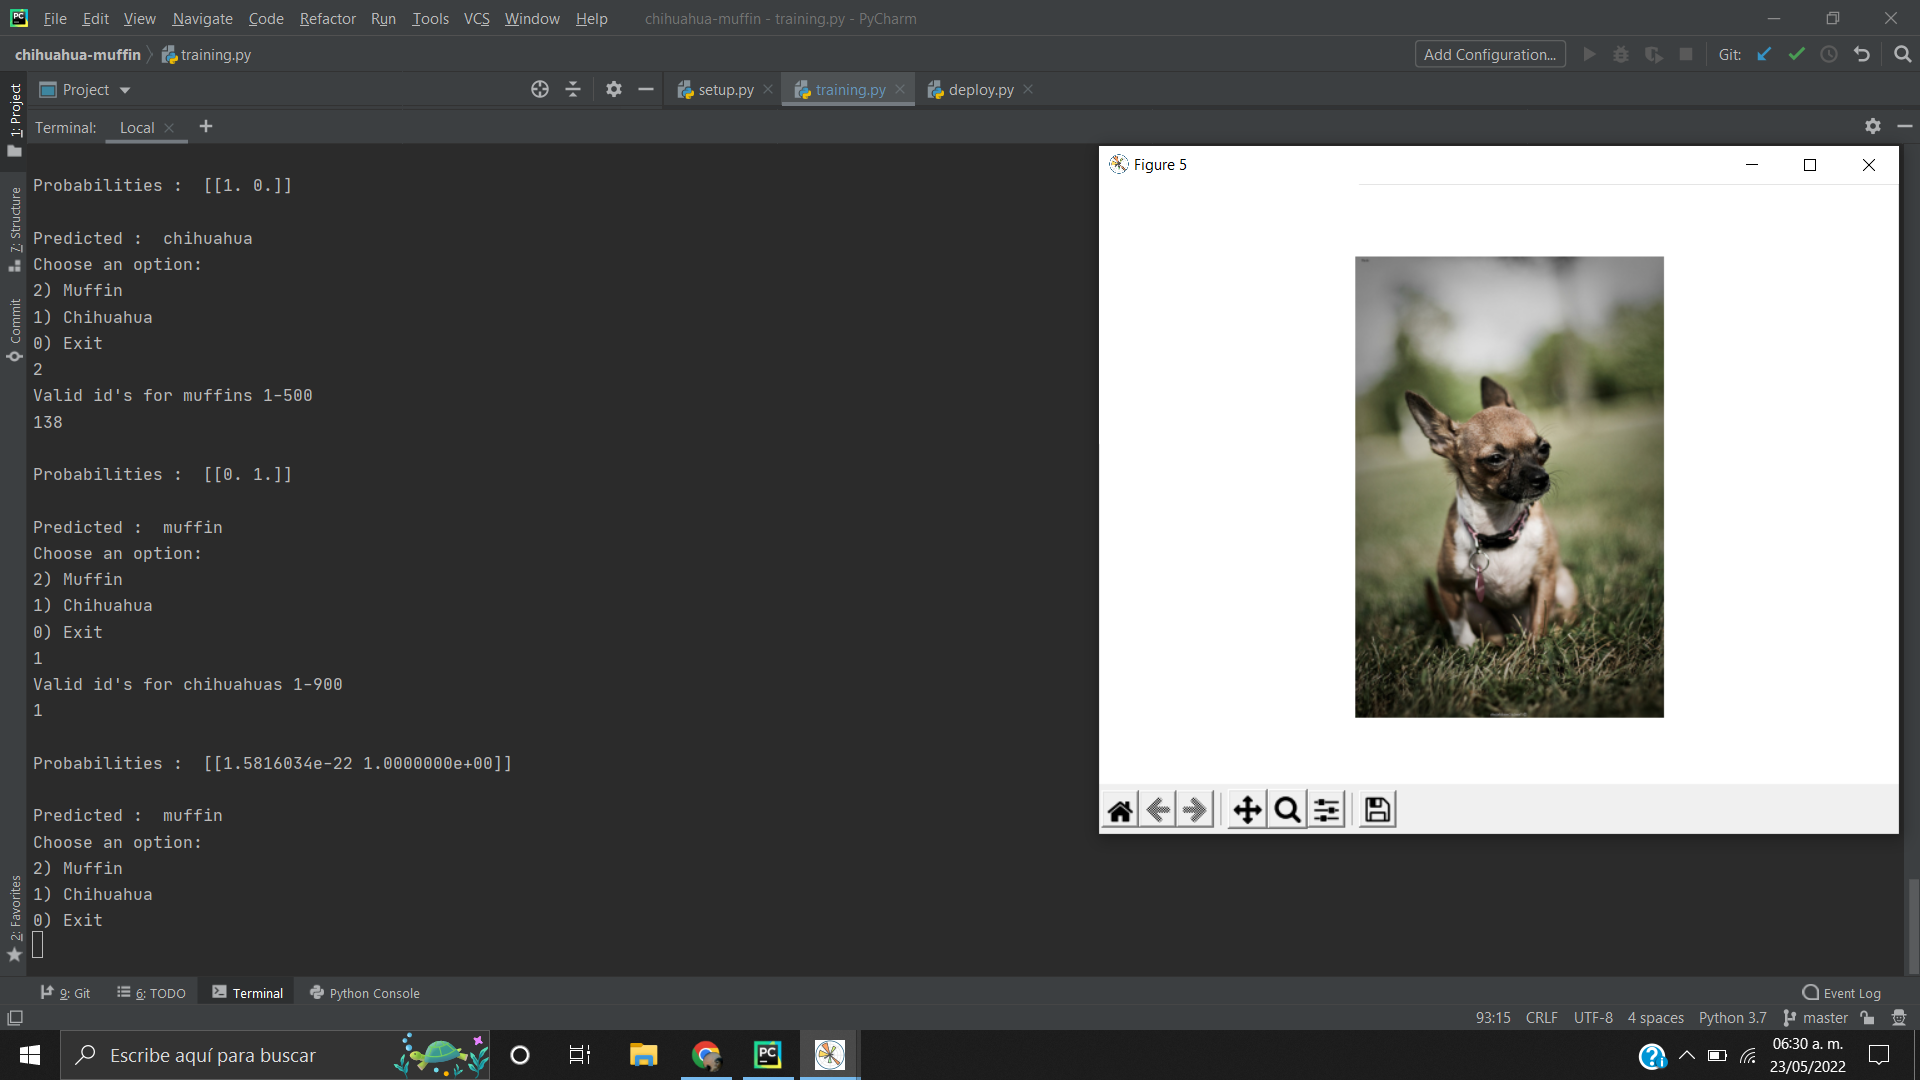 File Edit View Navigate Code Refactor Run Tools VCS Window Help chihuahua-muffin - training.py - PyCharm
chihuahua-muffin training.py Add Configuration... Git:
Project setup.py training.py deploy.py
Terminal: Local
1: Project
7: Structure
Commit
2: Favorites
Probabilities :  [[1. 0.]]
Predicted :  chihuahua
Choose an option:
2) Muffin
1) Chihuahua
0) Exit
2
Valid id's for muffins 1-500
138
Probabilities :  [[0. 1.]]
Predicted :  muffin
Choose an option:
2) Muffin
1) Chihuahua
0) Exit
1
Valid id's for chihuahuas 1-900
1
Probabilities :  [[1.5816034e-22 1.0000000e+00]]
Predicted :  muffin
Choose an option:
2) Muffin
1) Chihuahua
0) Exit
Figure 5
9: Git 6: TODO Terminal Python Console Event Log
93:15 CRLF UTF-8 4 spaces Python 3.7 master
Escribe aquí para buscar
PC
06:30 a. m.
23/05/2022